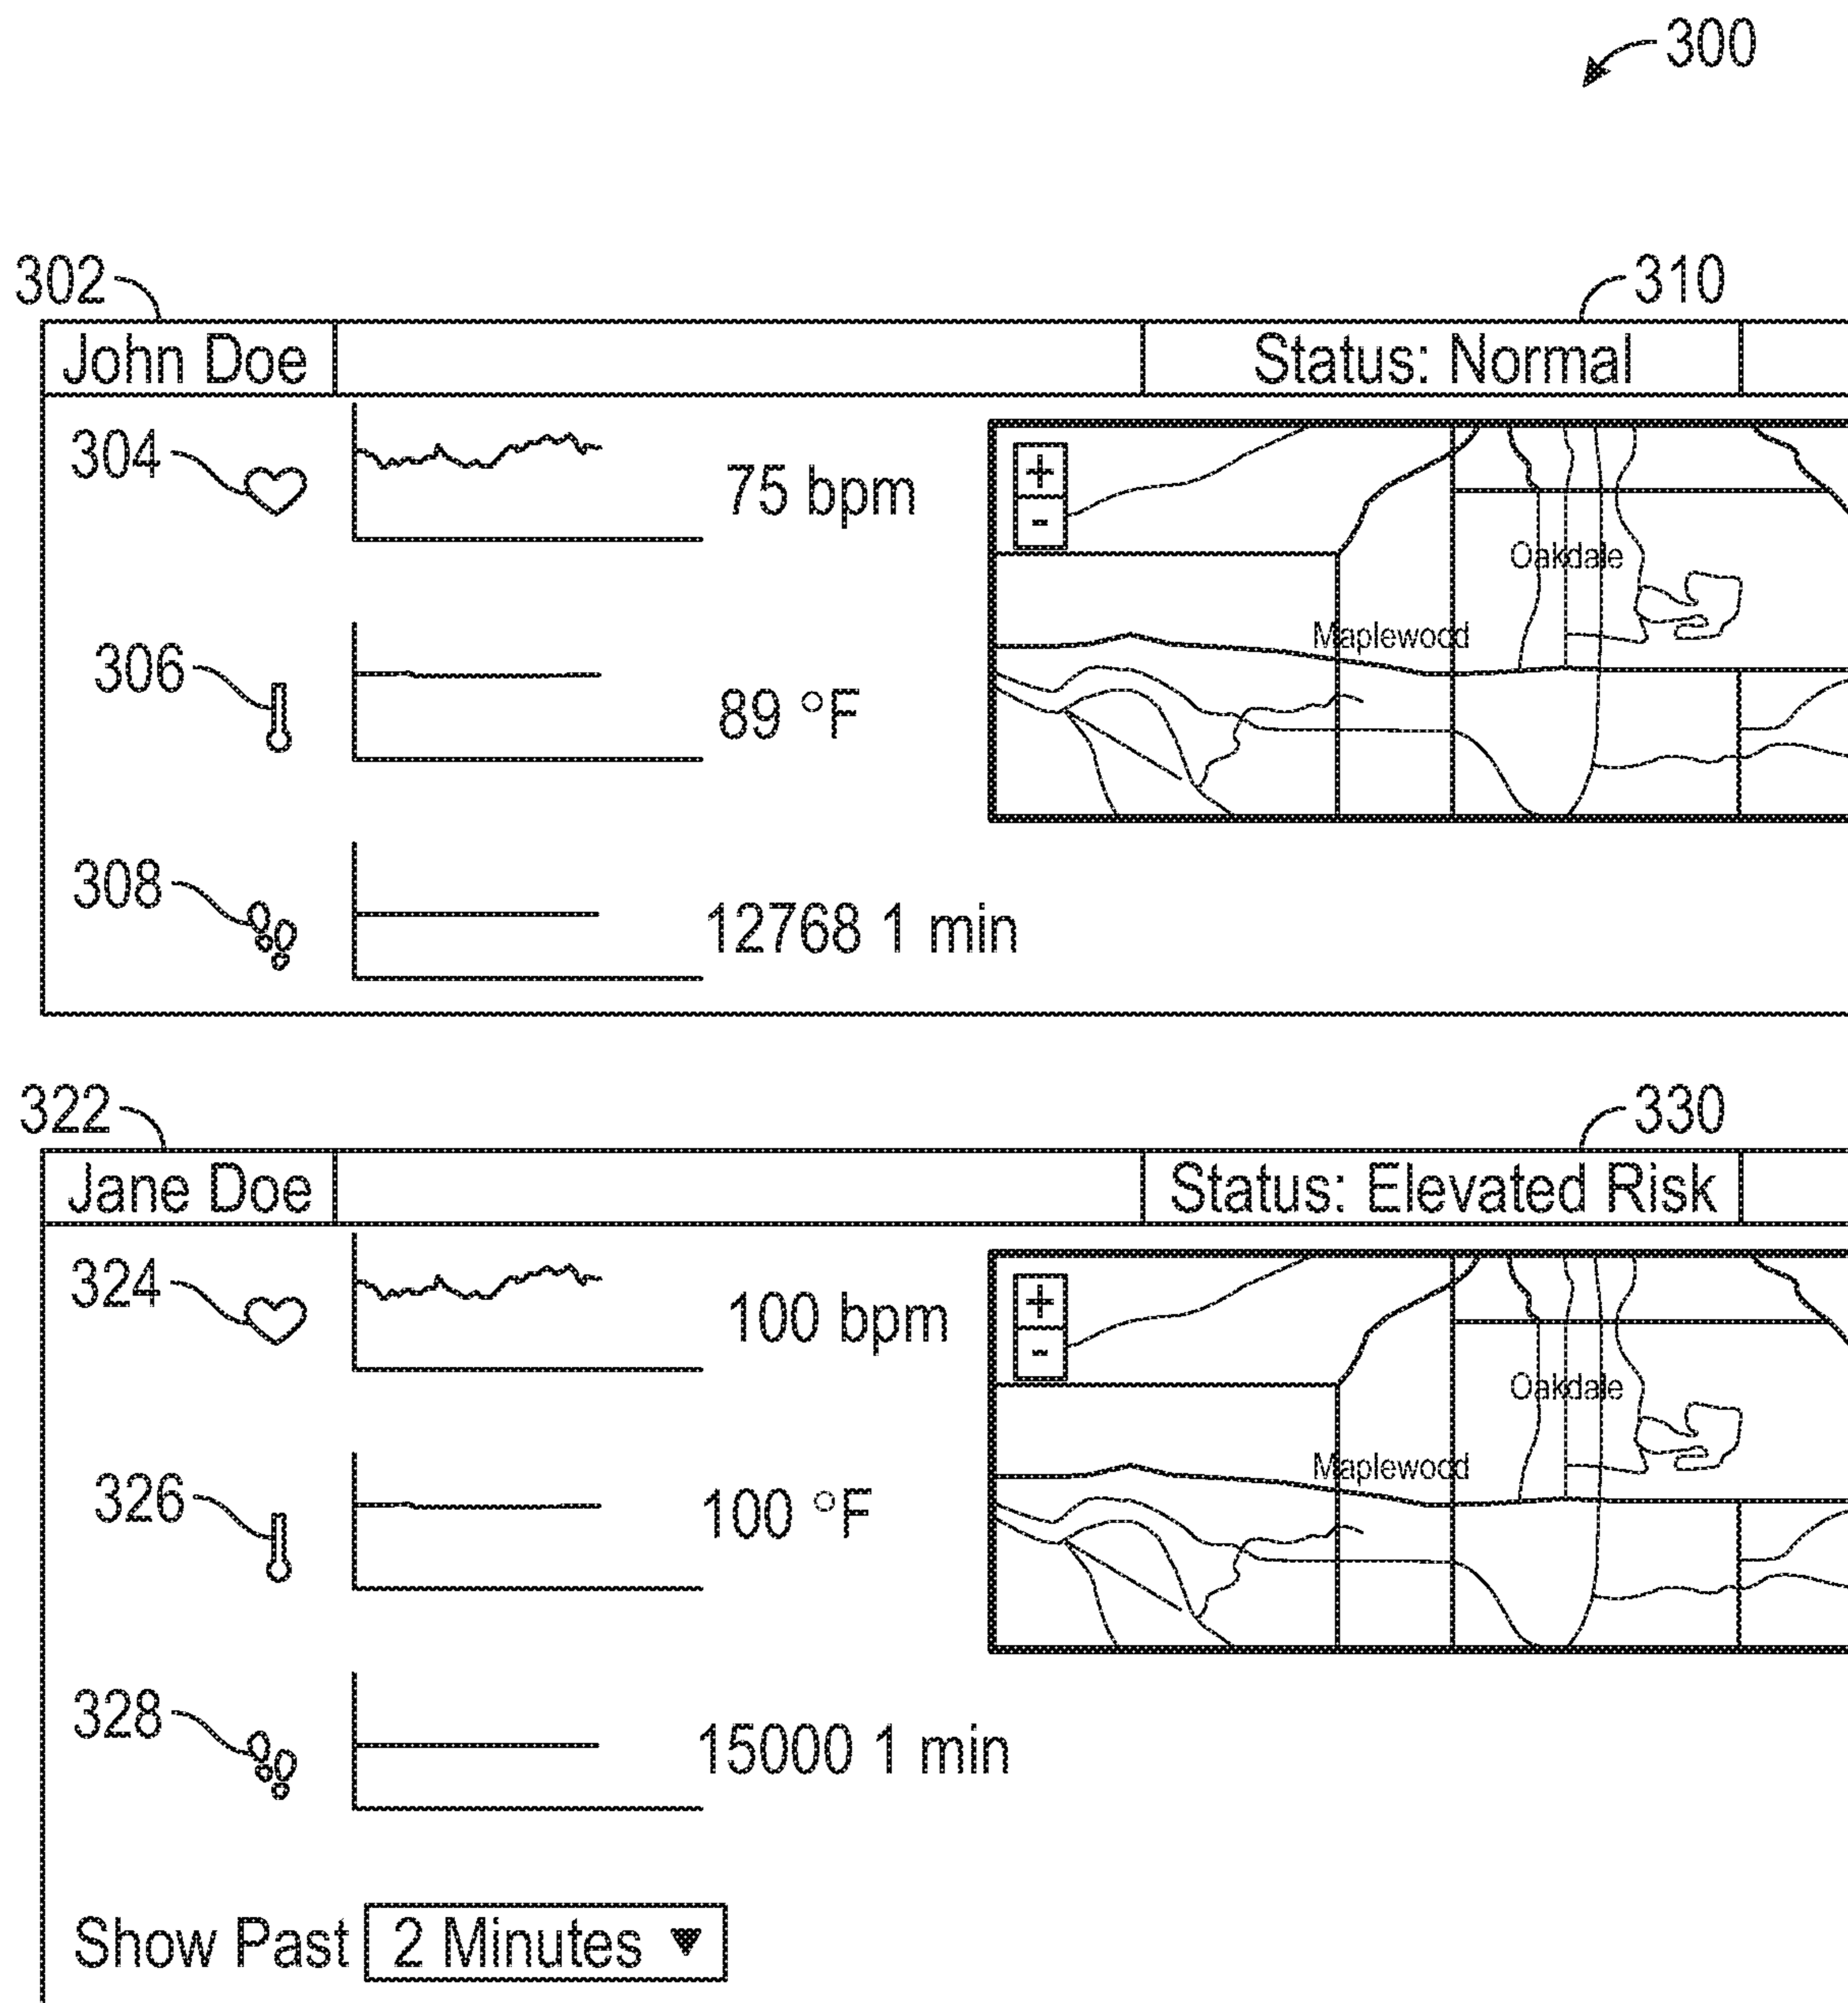 300
302
310
John Doe
Status: Normal
304
75 bpm
+
-
Oakdale
Maplewood
306
89 °F
308
12768 1 min
322
330
Jane Doe
Status: Elevated Risk
324
100 bpm
+
-
Oakdale
Maplewood
326
100 °F
328
15000 1 min
Show Past 2 Minutes ▼